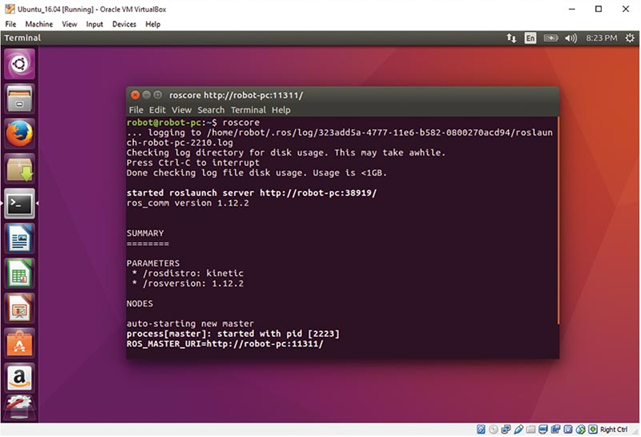 Ubuntu_16.04 [Running] - Oracle VM VirtualBox
File Machine View Input Devices Help
Terminal
En
8:23 PM
roscore http://robot-pc:11311/
File Edit View Search Terminal Help
robot@robot-pc:~$ roscore
... logging to /home/robot/.ros/log/323add5a-4777-11e6-b582-0800270acd94/roslaun
ch-robot-pc-2210.log
Checking log directory for disk usage. This may take awhile.
Press Ctrl-C to interrupt
Done checking log file disk usage. Usage is <1GB.
started roslaunch server http://robot-pc:38919/
ros_comm version 1.12.2
SUMMARY
========
PARAMETERS
* /rosdistro: kinetic
* /rosversion: 1.12.2
NODES
auto-starting new master
process[master]: started with pid [2223]
ROS_MASTER_URI=http://robot-pc:11311/
a
Right Ctrl